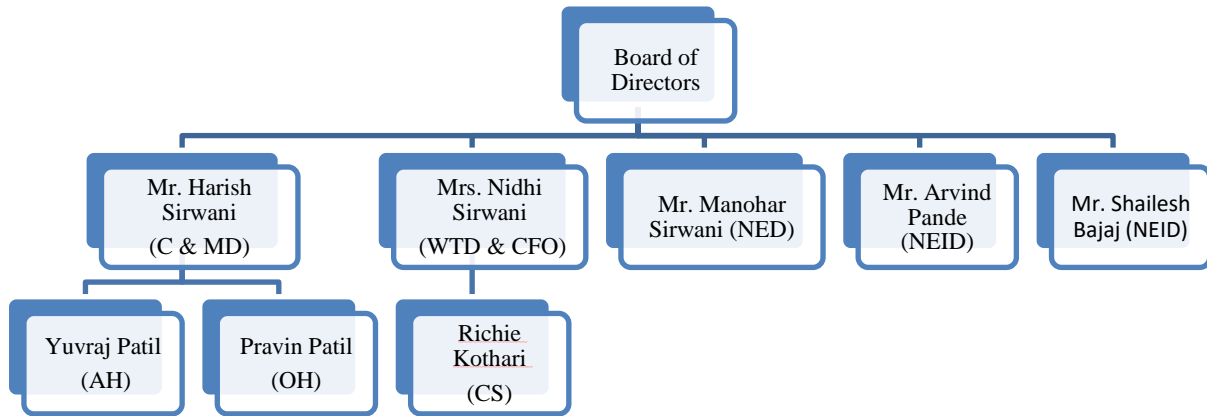 Board of
Directors
Mr. Harish
Sirwani
(C & MD)
Mrs. Nidhi
Sirwani
(WTD & CFO)
Mr. Manohar
Sirwani (NED)
Mr. Arvind
Pande
(NEID)
Mr. Shailesh
Bajaj (NEID)
Yuvraj Patil
(AH)
Pravin Patil
(OH)
Richie
Kothari
(CS)